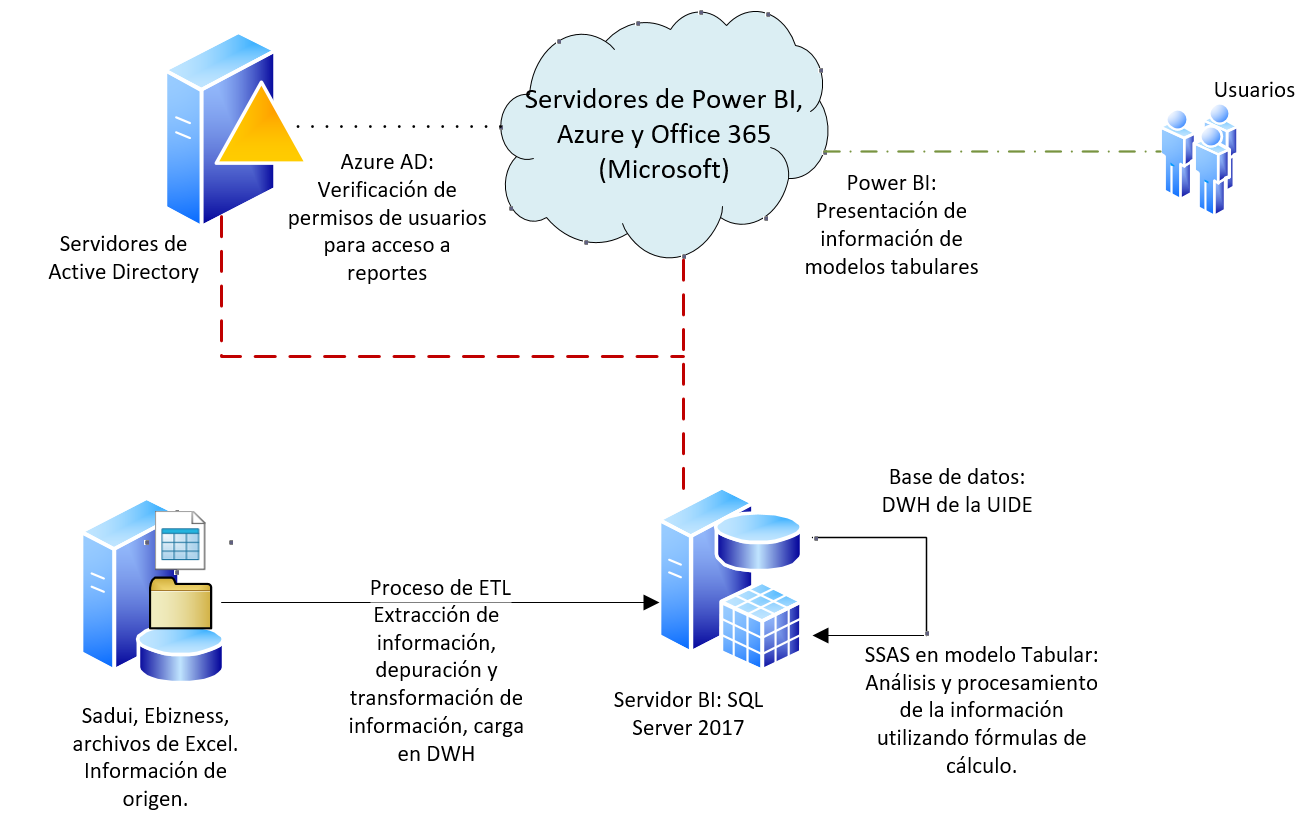 Servidores de Power BI,
Azure y Office 365
(Microsoft)
Usuarios
Azure AD:
Verificación de
permisos de usuarios
para acceso a
reportes
Power BI:
Presentación de
información de
modelos tabulares
Servidores de
Active Directory
Base de datos:
DWH de la UIDE
Proceso de ETL
Extracción de
información,
depuración y
transformación de
información, carga
en DWH
SSAS en modelo Tabular:
Análisis y procesamiento
de la información
utilizando fórmulas de
cálculo.
Servidor BI: SQL
Server 2017
Sadui, Ebizness,
archivos de Excel.
Información de
origen.